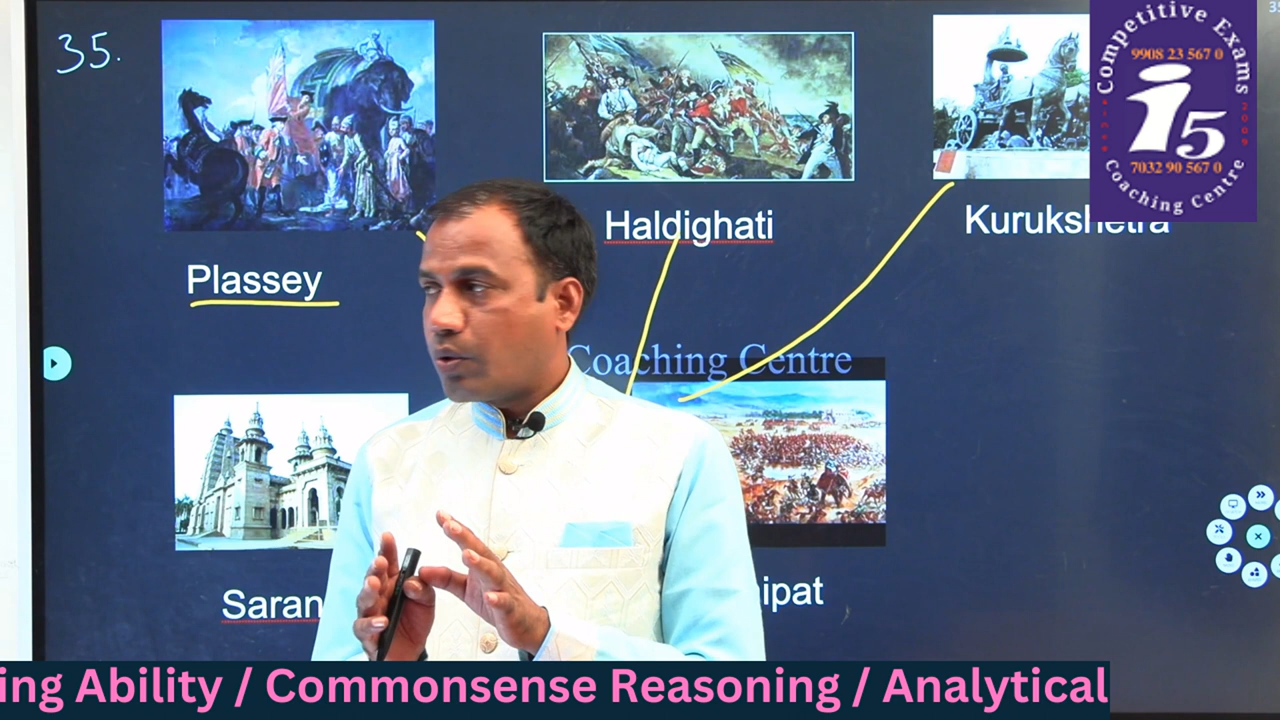 35.
Competitive Exams
9908 23 567 0
i5
7032 90 567 0
Coaching Centre
Haldighati
Kurukshetra
Plassey
Coaching Centre
Saran
ipat
ing Ability / Commonsense Reasoning / Analytical